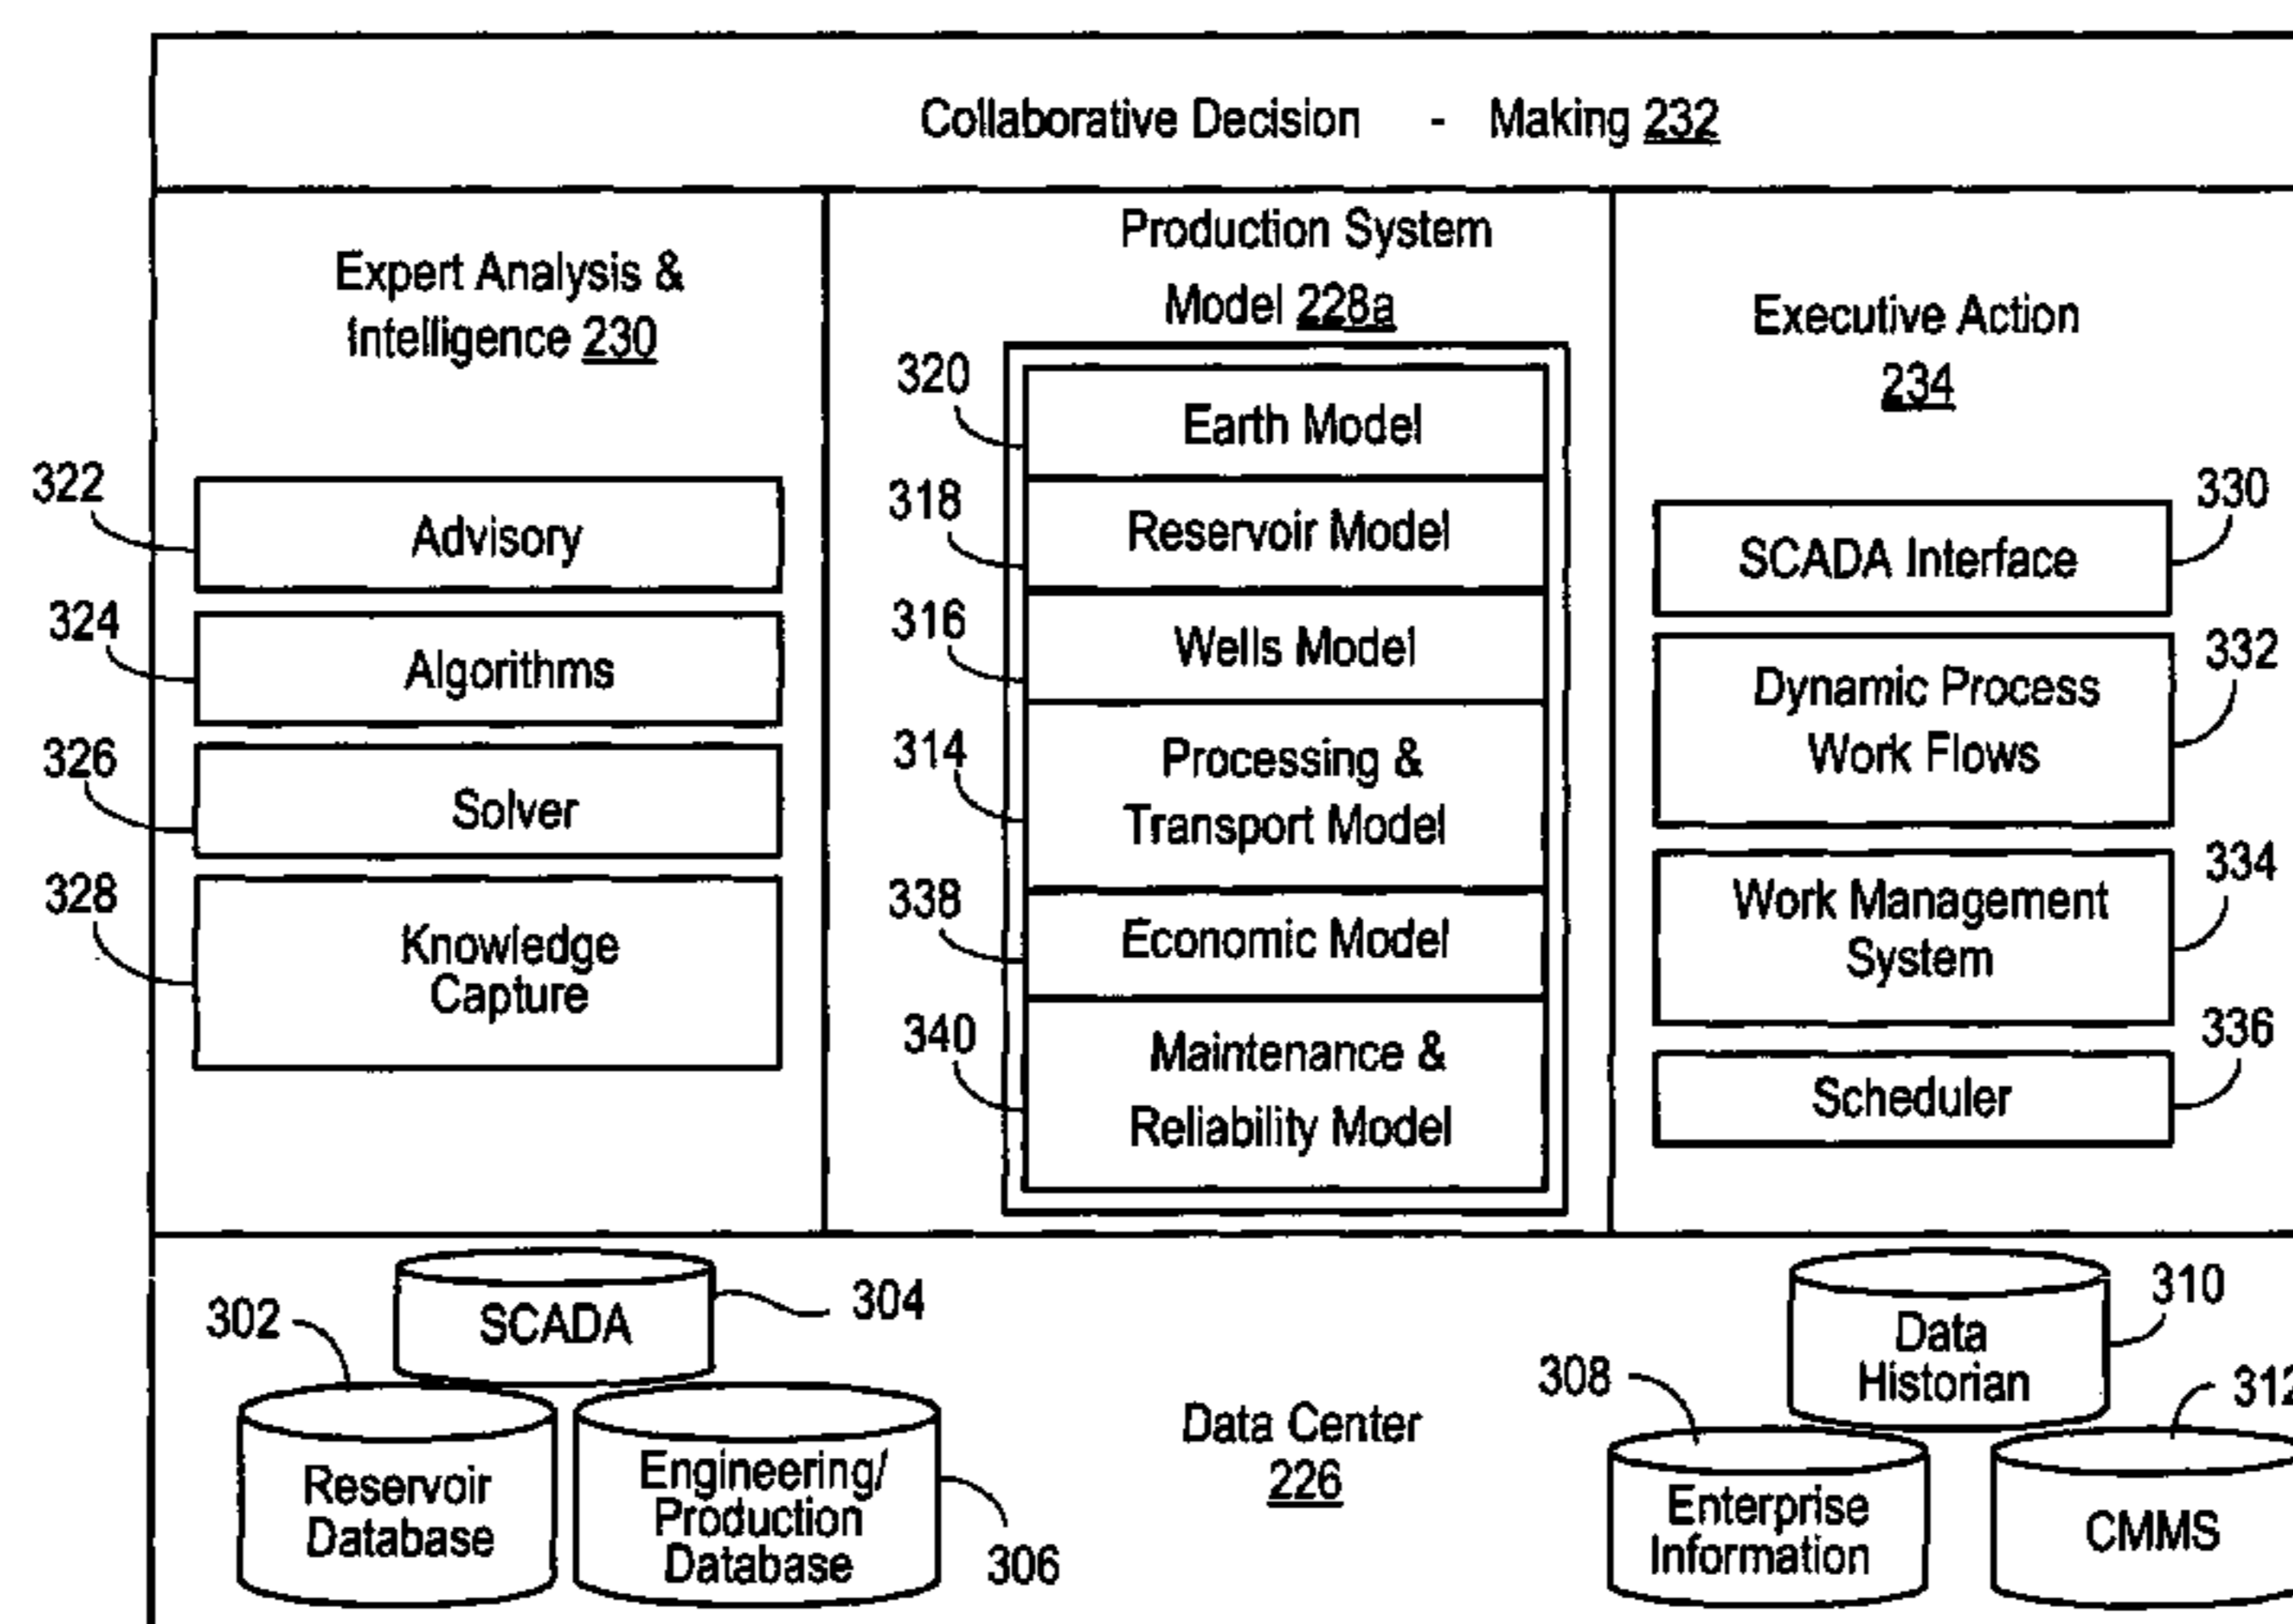 Collaborative Decision - Making 232
Expert Analysis &
Intelligence 230
322
Advisory
324
Algorithms
326
Solver
328
Knowledge
Capture
Production System
Model 228a
320
Earth Model
318
Reservoir Model
316
Wells Model
314
Processing &
Transport Model
338
Economic Model
340
Maintenance &
Reliability Model
Executive Action
234
330
SCADA Interface
332
Dynamic Process
Work Flows
334
Work Management
System
336
Scheduler
304
SCADA
302
Reservoir
Database
Engineering/
Production
Database
306
Data Center
226
310
Data
Historian
308
Enterprise
Information
312
CMMS